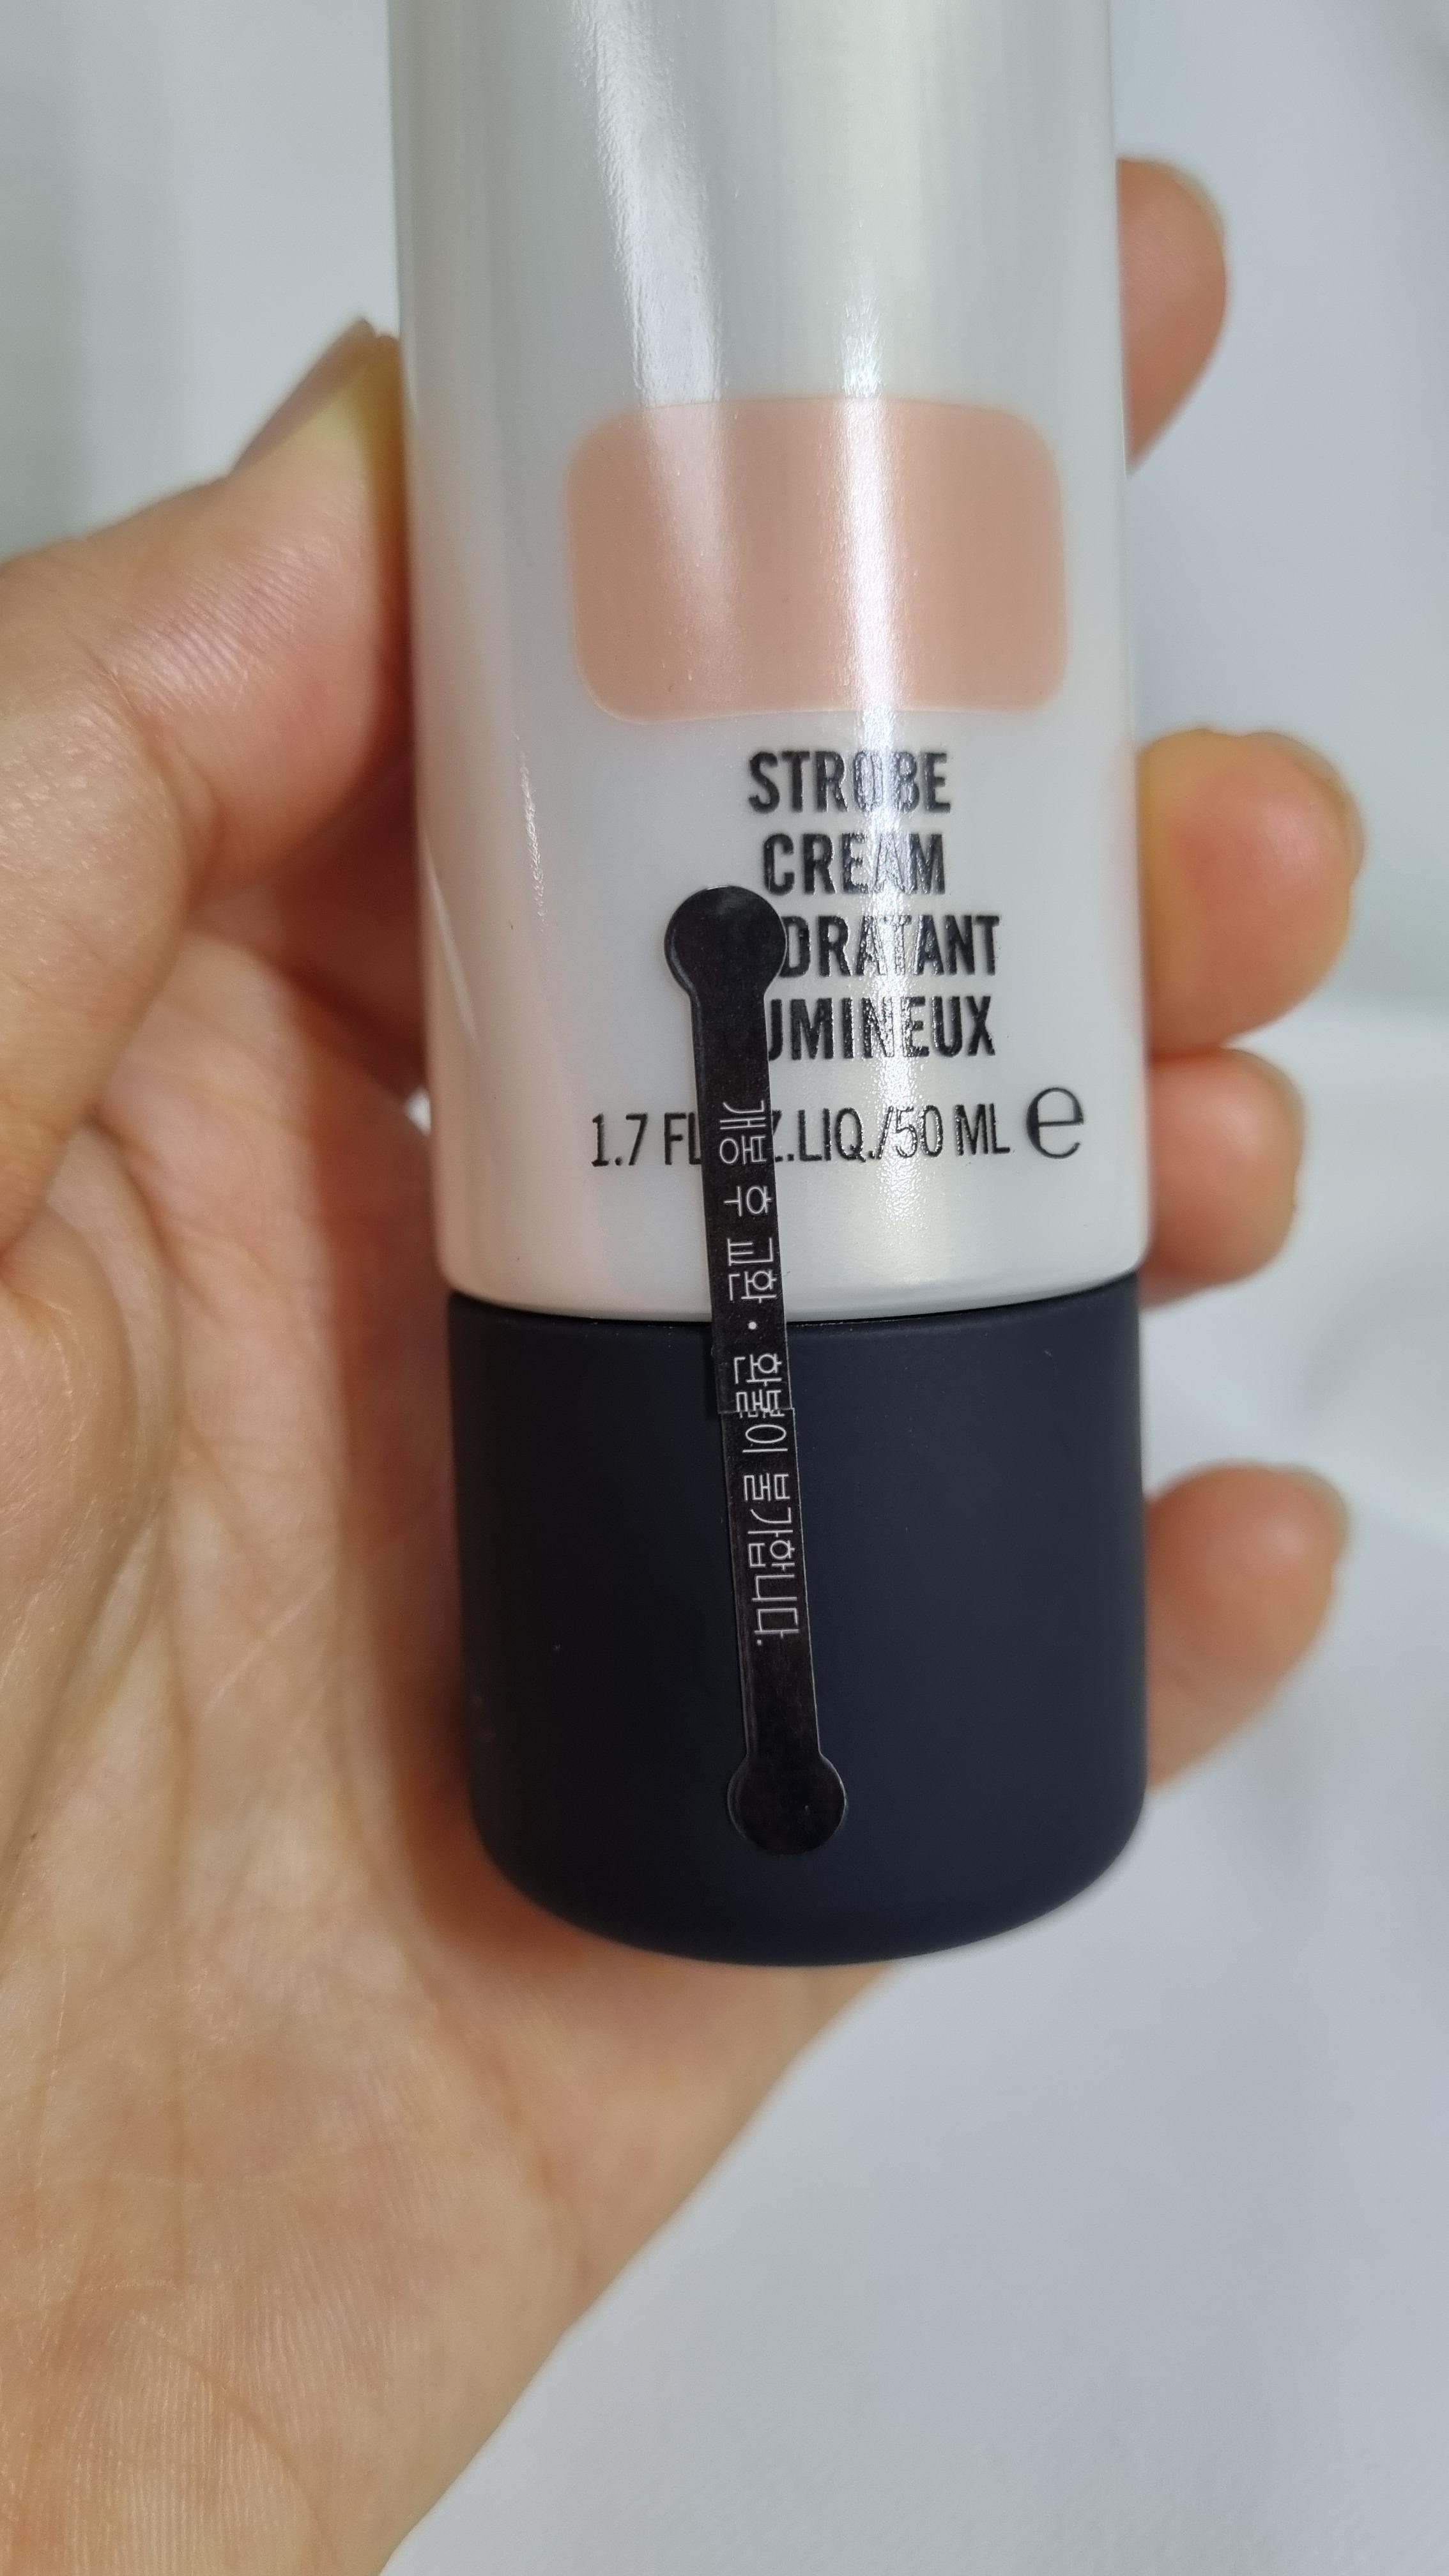 STROBE
CREAM
DRATANT
UMINEUX
1.7 FL Z.LIQ./50 ML e
개봉 후 교환 · 환불이 불가합니다.